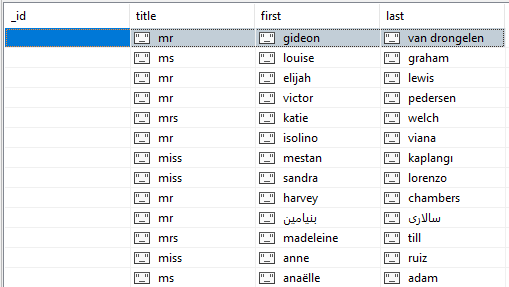 _id title first last
mr gideon van drongelen
ms louise graham
mr elijah lewis
mr victor pedersen
mrs katie welch
mr isolino viana
miss mestan kaplangı
miss sandra lorenzo
mr harvey chambers
mr بنیامین سالاری
mrs madeleine till
miss anne ruiz
ms anaëlle adam